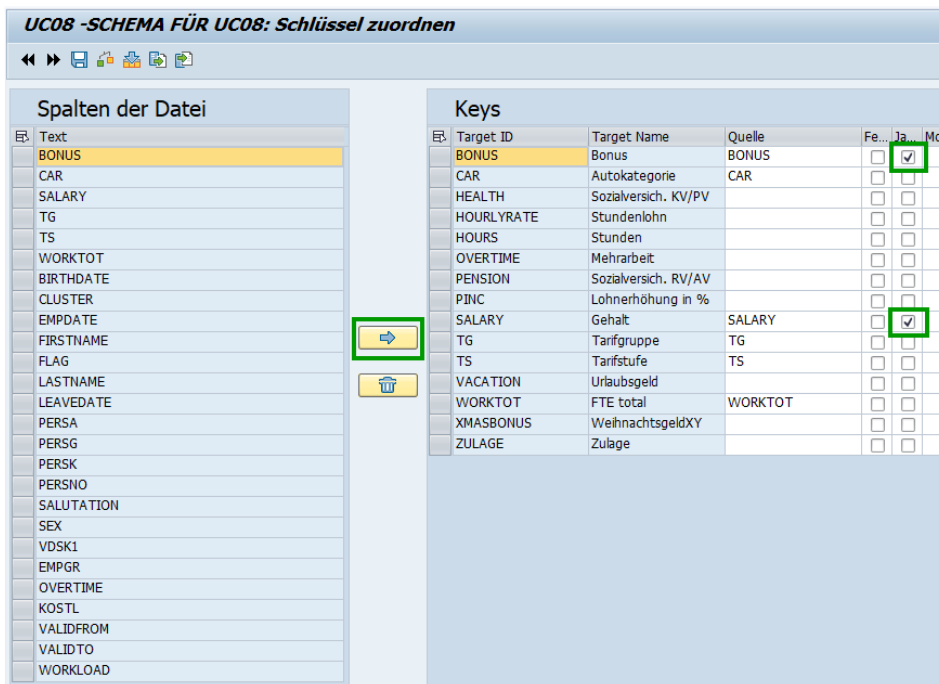 UC08 -SCHEMA FÜR UC08: Schlüssel zuordnen
Spalten der Datei
Text
BONUS
CAR
SALARY
TG
TS
WORKTOT
BIRTHDATE
CLUSTER
EMPDATE
FIRSTNAME
FLAG
LASTNAME
LEAVEDATE
PERSA
PERSG
PERSK
PERSNO
SALUTATION
SEX
VDSK1
EMPGR
OVERTIME
KOSTL
VALIDFROM
VALIDTO
WORKLOAD
Keys
Target ID Target Name Quelle Fe... Ja... Mo
BONUS Bonus BONUS
CAR Autokategorie CAR
HEALTH Sozialversich. KV/PV
HOURLYRATE Stundenlohn
HOURS Stunden
OVERTIME Mehrarbeit
PENSION Sozialversich. RV/AV
PINC Lohnerhöhung in %
SALARY Gehalt SALARY
TG Tarifgruppe TG
TS Tarifstufe TS
VACATION Urlaubsgeld
WORKTOT FTE total WORKTOT
XMASBONUS WeihnachtsgeldXY
ZULAGE Zulage